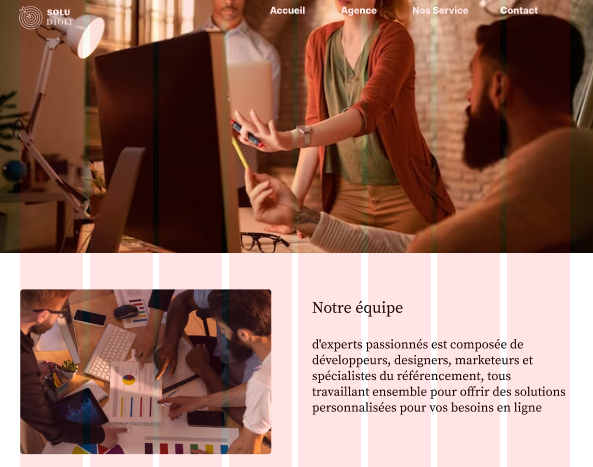 SOLU
DIGIT
Accueil Agence Nos Service Contact
Notre équipe
d'experts passionnés est composée de
développeurs, designers, marketeurs et
spécialistes du référencement, tous
travaillant ensemble pour offrir des solutions
personnalisées pour vos besoins en ligne